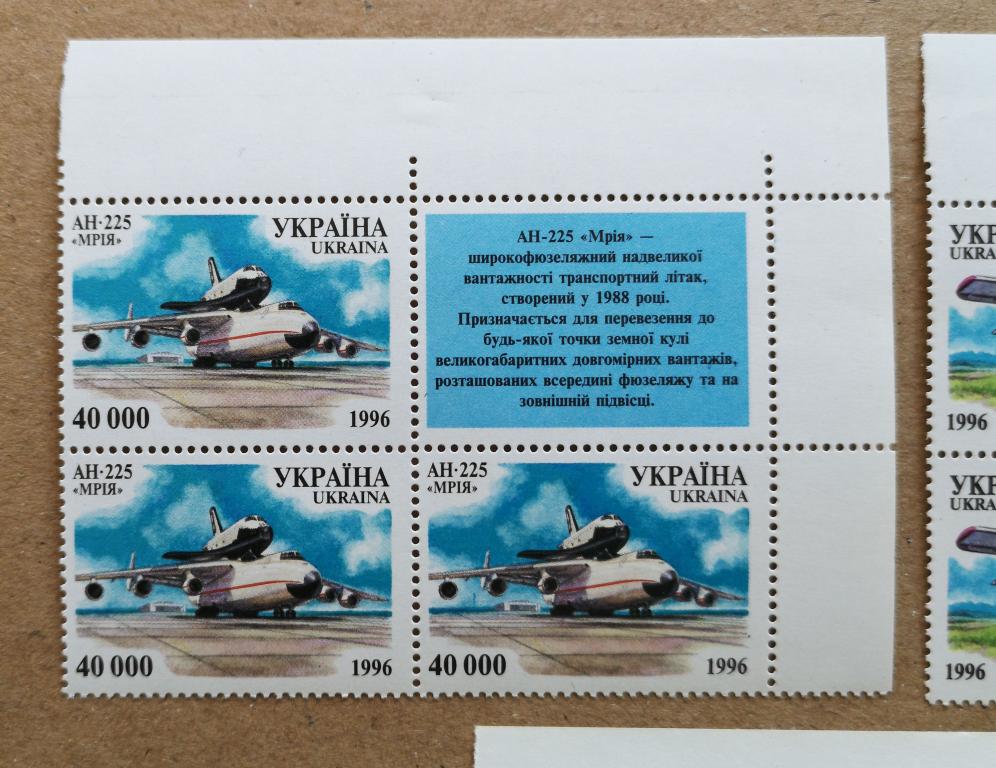 АН·225
«МРІЯ»
УКРАЇНА
UKRAINA
40 000
1996
АН-225 «Мрія» —
широкофюзеляжний надвеликої
вантажності транспортний літак,
створений у 1988 році.
Призначається для перевезення до
будь-якої точки земної кулі
великогабаритних довгомірних вантажів,
розташованих всередині фюзеляжу та на
зовнішній підвісці.
АН·225
«МРІЯ»
УКРАЇНА
UKRAINA
40 000
1996
АН·225
«МРІЯ»
УКРАЇНА
UKRAINA
40 000
1996
1996
1996